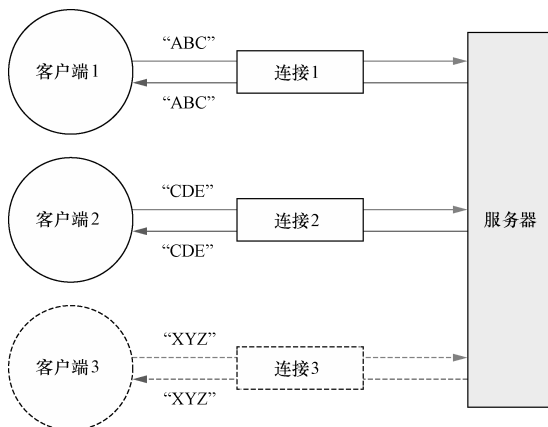 “ABC”
客户端1
连接1
“ABC”
“CDE”
客户端2
连接2
服务器
“CDE”
“XYZ”
客户端3
连接3
“XYZ”